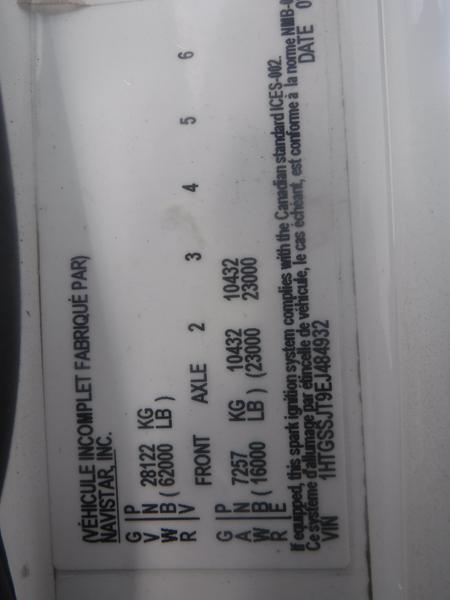 (VÉHICULE INCOMPLET FABRIQUÉ PAR)
NAVISTAR, INC.
G | P
V | N 28122 KG
W | B ( 62000 LB )
R | V
FRONT AXLE 2 3 4 5 6
G | P
A | N 7257 KG 10432 10432
W | B ( 16000 LB ) (23000 23000
R | E
If equipped, this spark ignition system complies with the Canadian standard ICES-002.
Ce système d'allumage par étincelle de véhicule, le cas échéant, est conforme à la norme NMB-
VIN 1HTGSSJT9EJ484932 DATE 0